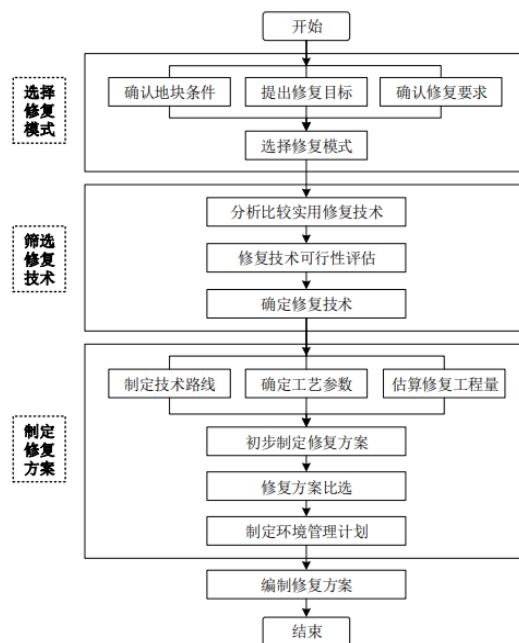 开始
选择
修复
模式
确认地块条件
提出修复目标
确认修复要求
选择修复模式
筛选
修复
技术
分析比较实用修复技术
修复技术可行性评估
确定修复技术
制定
修复
方案
制定技术路线
确定工艺参数
估算修复工程量
初步制定修复方案
修复方案比选
制定环境管理计划
编制修复方案
结束